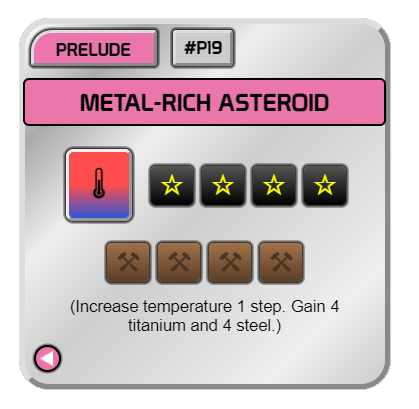 PRELUDE
#P19
METAL-RICH ASTEROID
(Increase temperature 1 step. Gain 4
titanium and 4 steel.)